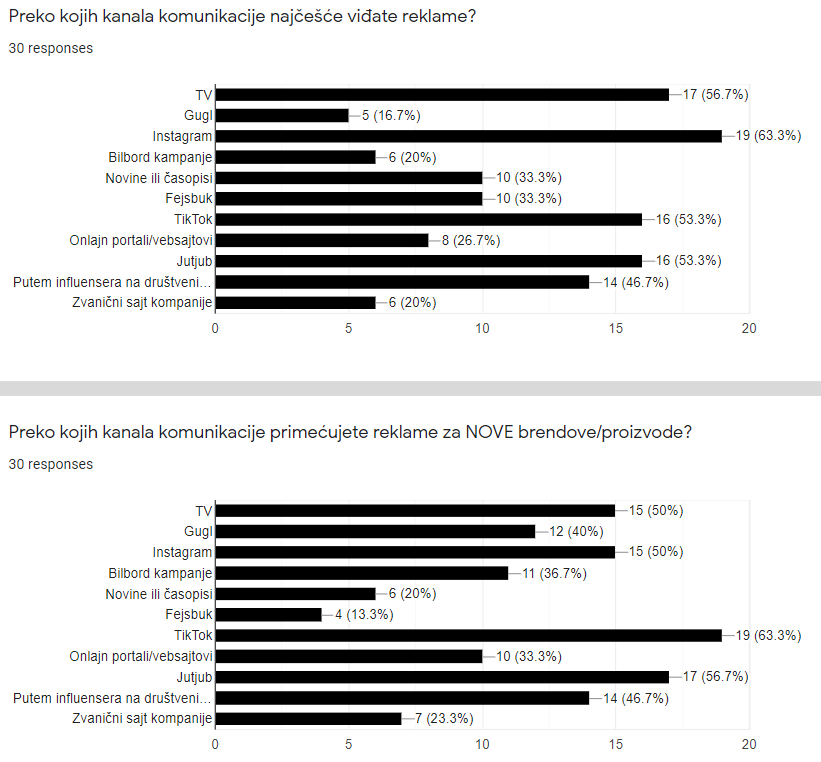 Preko kojih kanala komunikacije najčešće viđate reklame?
30 responses
TV 17 (56.7%)
Gugl 5 (16.7%)
Instagram 19 (63.3%)
Bilbord kampanje 6 (20%)
Novine ili časopisi 10 (33.3%)
Fejsbuk 10 (33.3%)
TikTok 16 (53.3%)
Onlajn portali/vebsajtovi 8 (26.7%)
Jutjub 16 (53.3%)
Putem influensera na društveni... 14 (46.7%)
Zvanični sajt kompanije 6 (20%)
0 5 10 15 20
Preko kojih kanala komunikacije primećujete reklame za NOVE brendove/proizvode?
30 responses
TV 15 (50%)
Gugl 12 (40%)
Instagram 15 (50%)
Bilbord kampanje 11 (36.7%)
Novine ili časopisi 6 (20%)
Fejsbuk 4 (13.3%)
TikTok 19 (63.3%)
Onlajn portali/vebsajtovi 10 (33.3%)
Jutjub 17 (56.7%)
Putem influensera na društveni... 14 (46.7%)
Zvanični sajt kompanije 7 (23.3%)
0 5 10 15 20